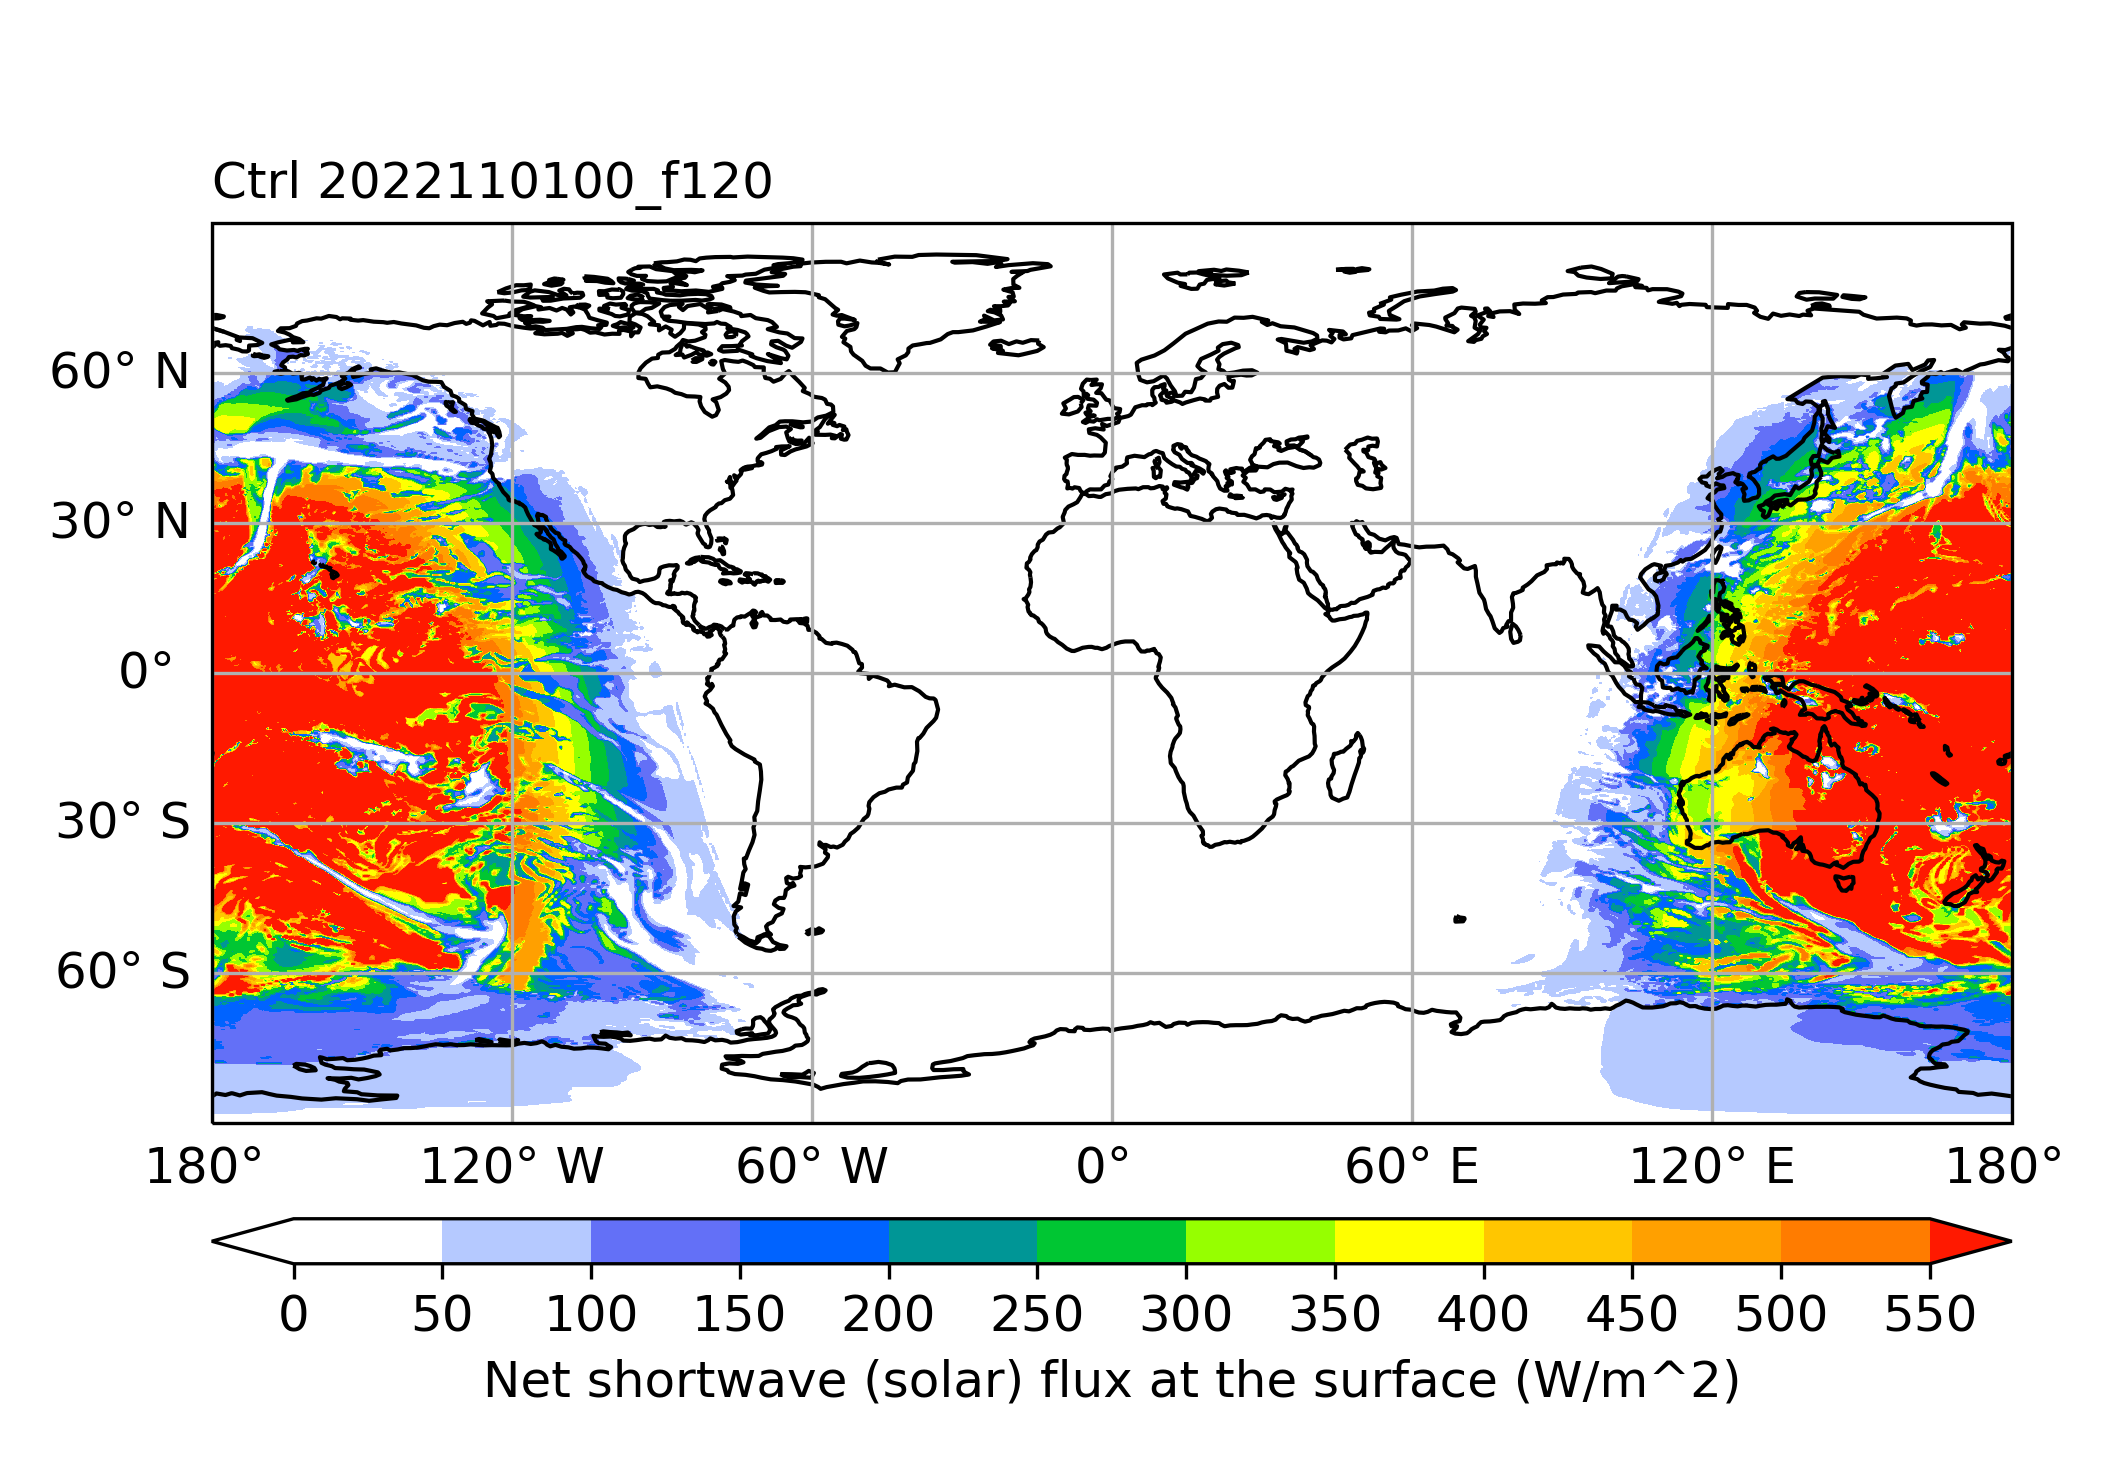 Ctrl 2022110100_f120
60° N
30° N
0°
30° S
60° S
180° 120° W 60° W 0° 60° E 120° E 180°
0 50 100 150 200 250 300 350 400 450 500 550
Net shortwave (solar) flux at the surface (W/m^2)